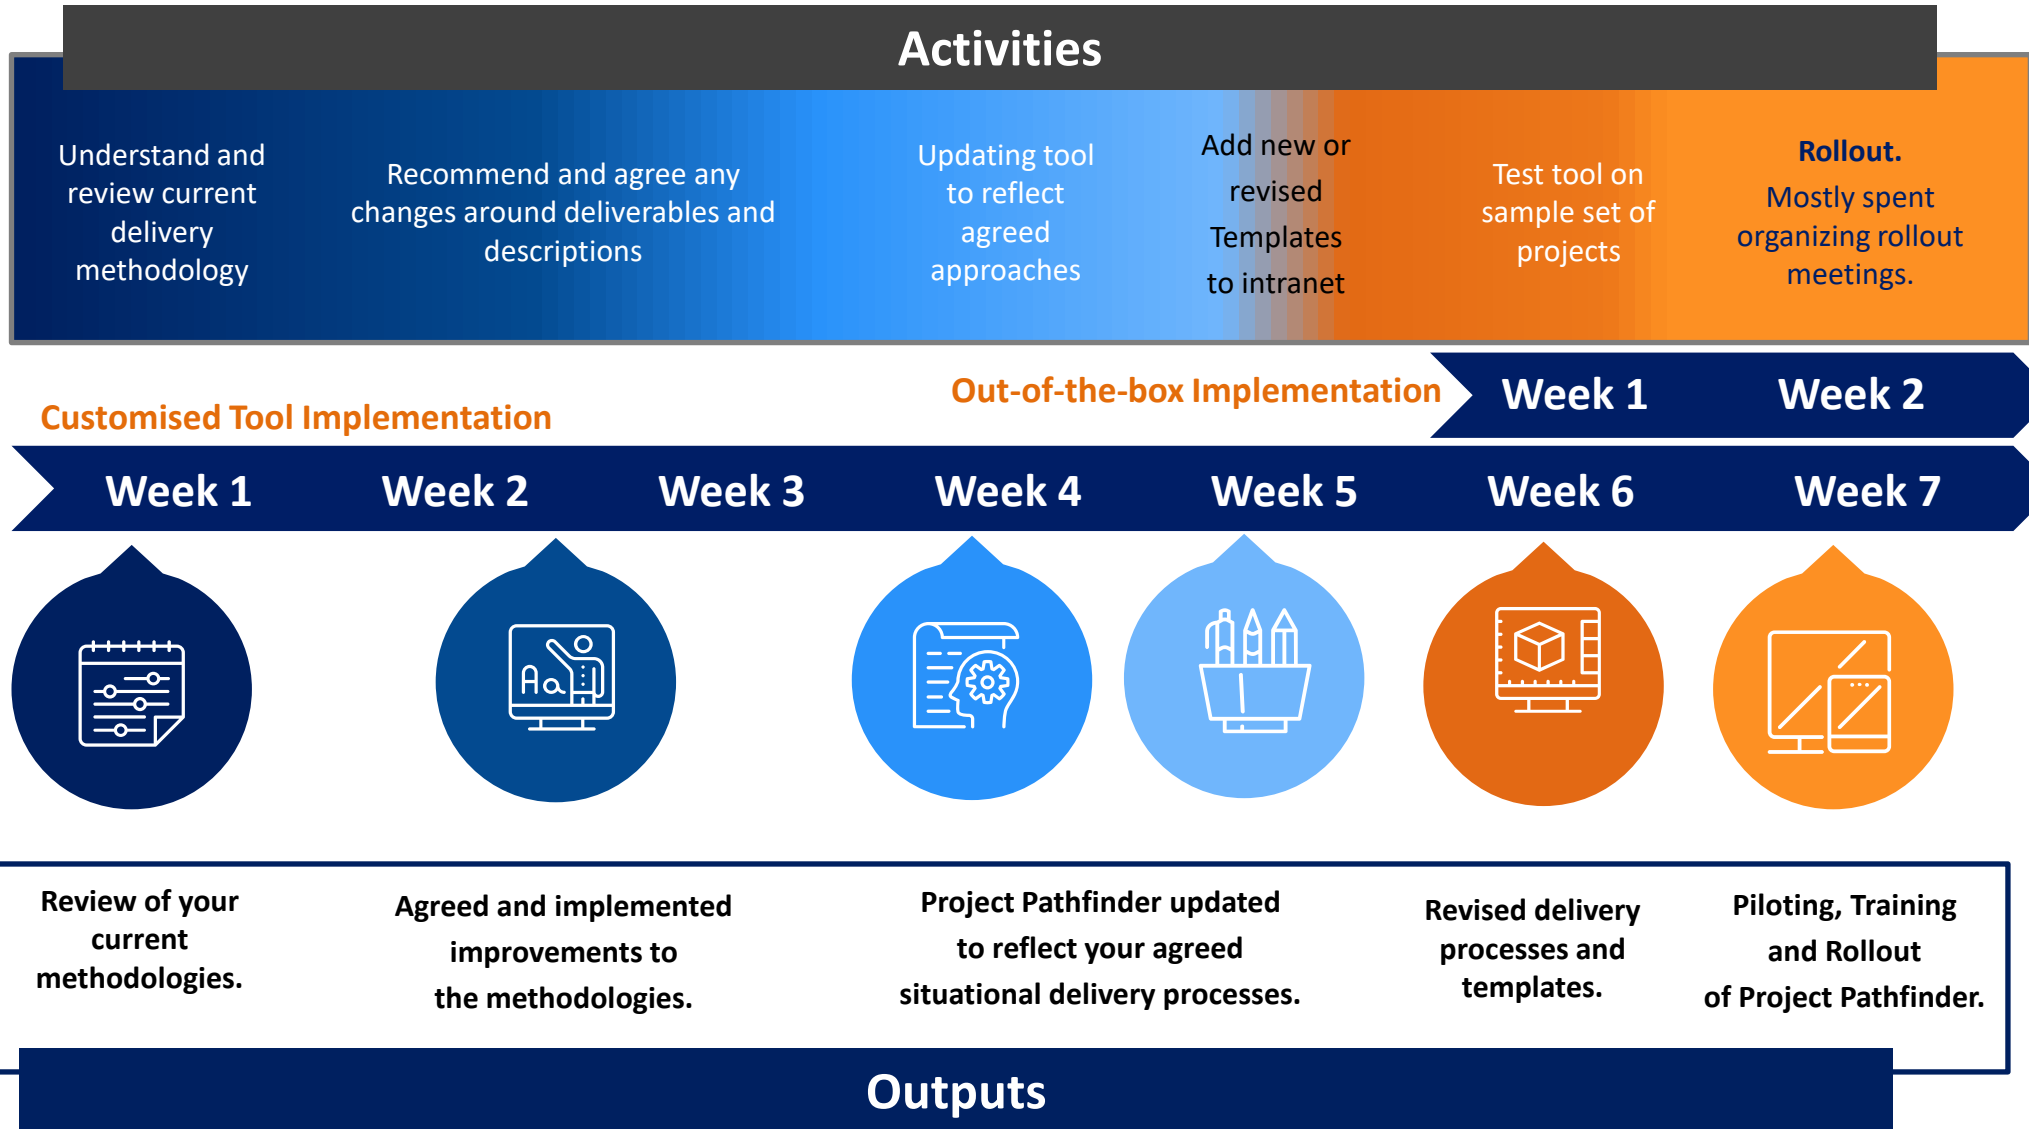 Activities
Understand and
review current
delivery
methodology
Recommend and agree any
changes around deliverables and
descriptions
Updating tool
to reflect
agreed
approaches
Add new or
revised
Templates
to intranet
Test tool on
sample set of
projects
Rollout.
Mostly spent
organizing rollout
meetings.
Out-of-the-box Implementation
Week 1
Week 2
Customised Tool Implementation
Week 1
Week 2
Week 3
Week 4
Week 5
Week 6
Week 7
Aa
Review of your
current
methodologies.
Agreed and implemented
improvements to
the methodologies.
Project Pathfinder updated
to reflect your agreed
situational delivery processes.
Revised delivery
processes and
templates.
Piloting, Training
and Rollout
of Project Pathfinder.
Outputs